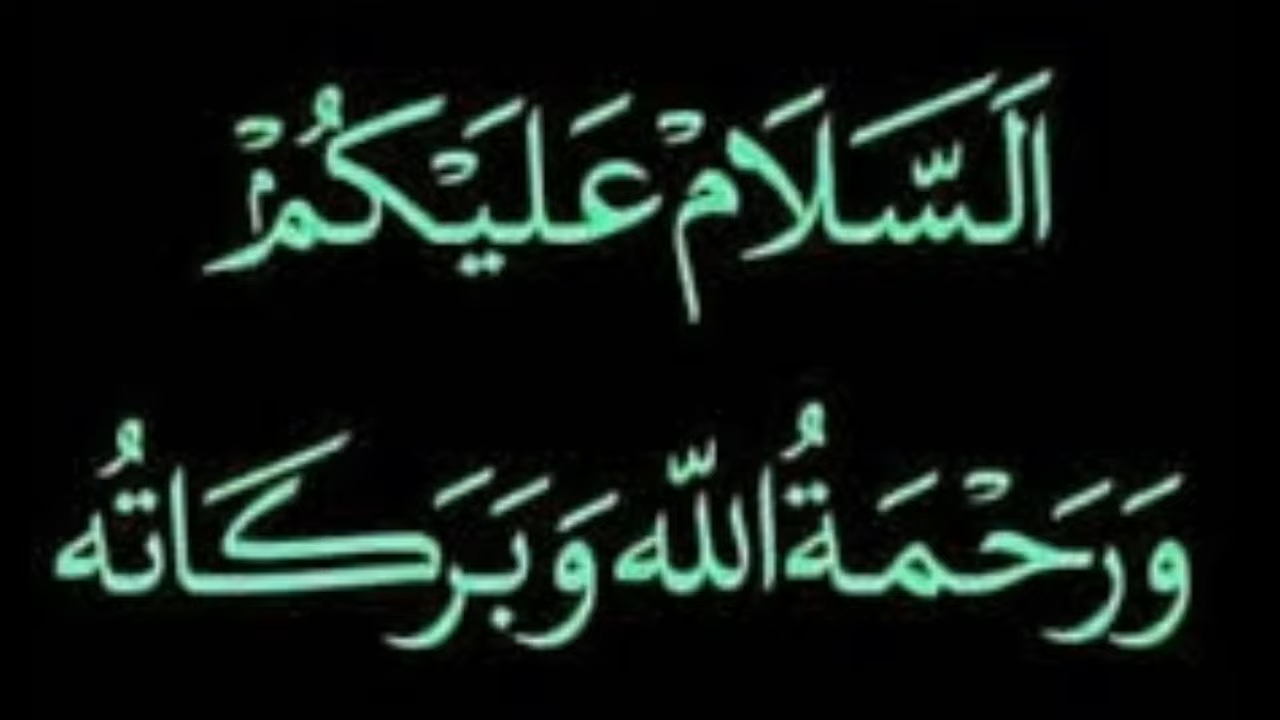 اَلسَّلَامْ عَلَيْكُمْ
وَرَحْمَةُ اللّه وَبَرَكَاتُه